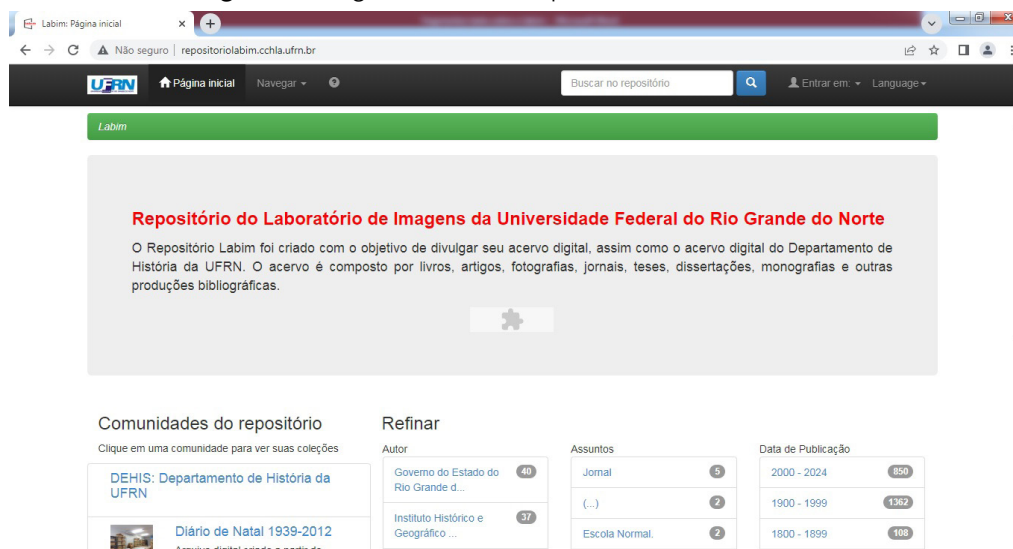 Labim: Página inicial
Não seguro | repositoriolabim.cchla.ufrn.br
UFRN Página inicial Navegar Buscar no repositório Entrar em: Language
Labim
Repositório do Laboratório de Imagens da Universidade Federal do Rio Grande do Norte
O Repositório Labim foi criado com o objetivo de divulgar seu acervo digital, assim como o acervo digital do Departamento de
História da UFRN. O acervo é composto por livros, artigos, fotografias, jornais, teses, dissertações, monografias e outras
produções bibliográficas.
Comunidades do repositório
Clique em uma comunidade para ver suas coleções
DEHIS: Departamento de História da
UFRN
Diário de Natal 1939-2012
Refinar
Autor
Governo do Estado do 40
Rio Grande d...
Instituto Histórico e 37
Geográfico ...
Assuntos
Jornal 5
(...) 2
Escola Normal. 2
Data de Publicação
2000 - 2024 850
1900 - 1999 1362
1800 - 1899 108